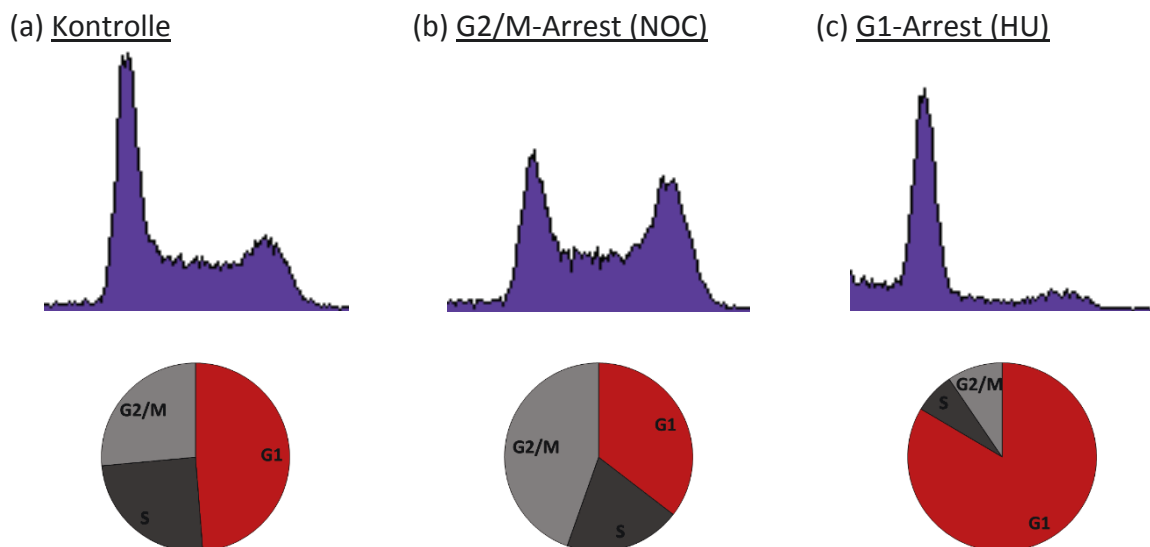 (a) Kontrolle
(b) G2/M-Arrest (NOC)
(c) G1-Arrest (HU)
G2/M
G1
S
G2/M
G1
S
G2/M
S
G1